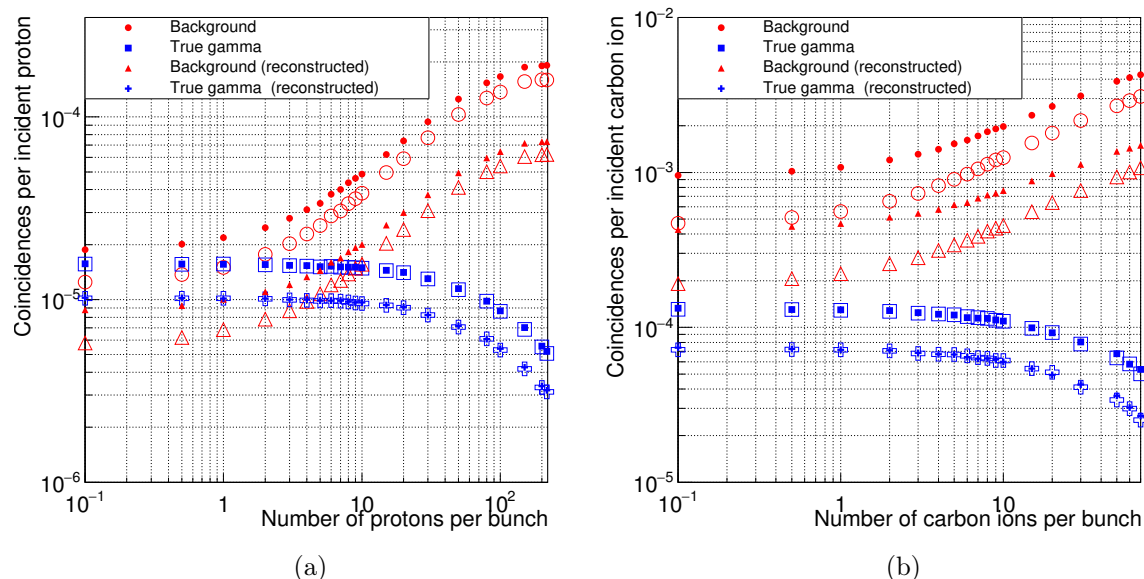 Coincidences per incident proton
Background
True gamma
Background (reconstructed)
True gamma (reconstructed)
10⁻⁴
10⁻⁵
10⁻⁶
10⁻¹ 1 10 10²
Number of protons per bunch
(a)
Coincidences per incident carbon ion
Background
True gamma
Background (reconstructed)
True gamma (reconstructed)
10⁻²
10⁻³
10⁻⁴
10⁻⁵
10⁻¹ 1 10
Number of carbon ions per bunch
(b)